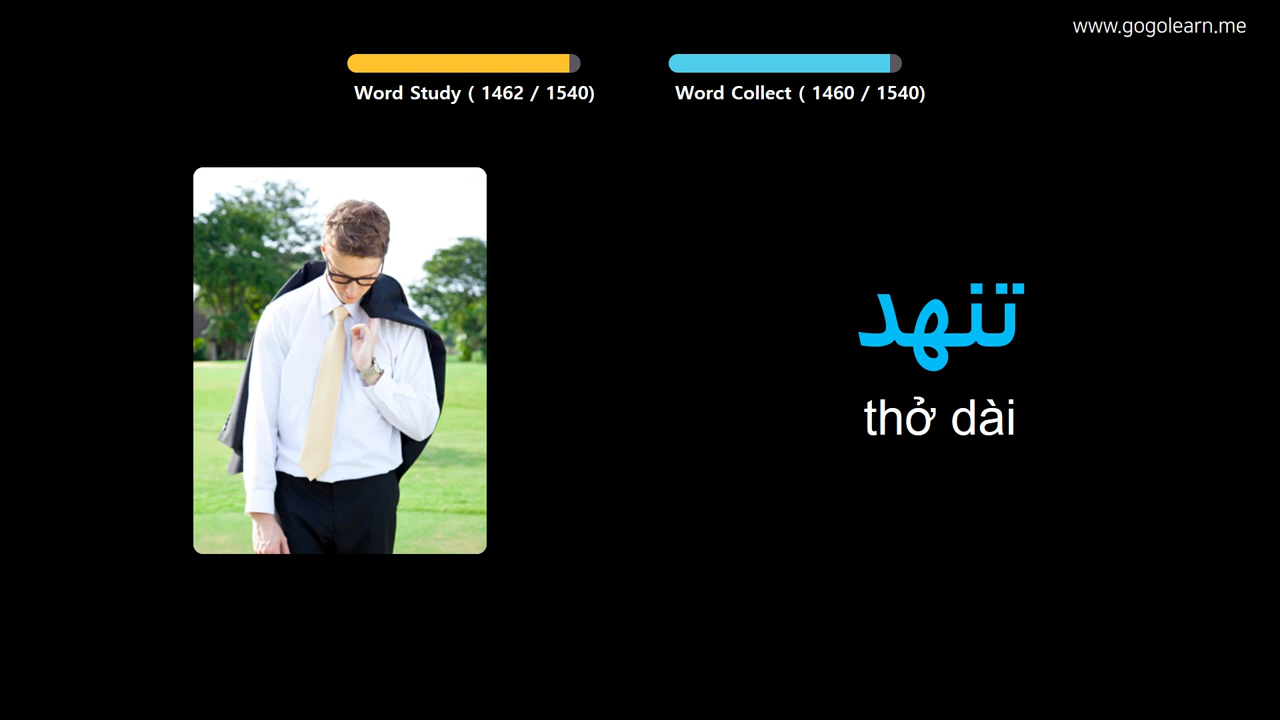 www.gogolearn.me
Word Study ( 1462 / 1540)
Word Collect ( 1460 / 1540)
تنهد
thở dài